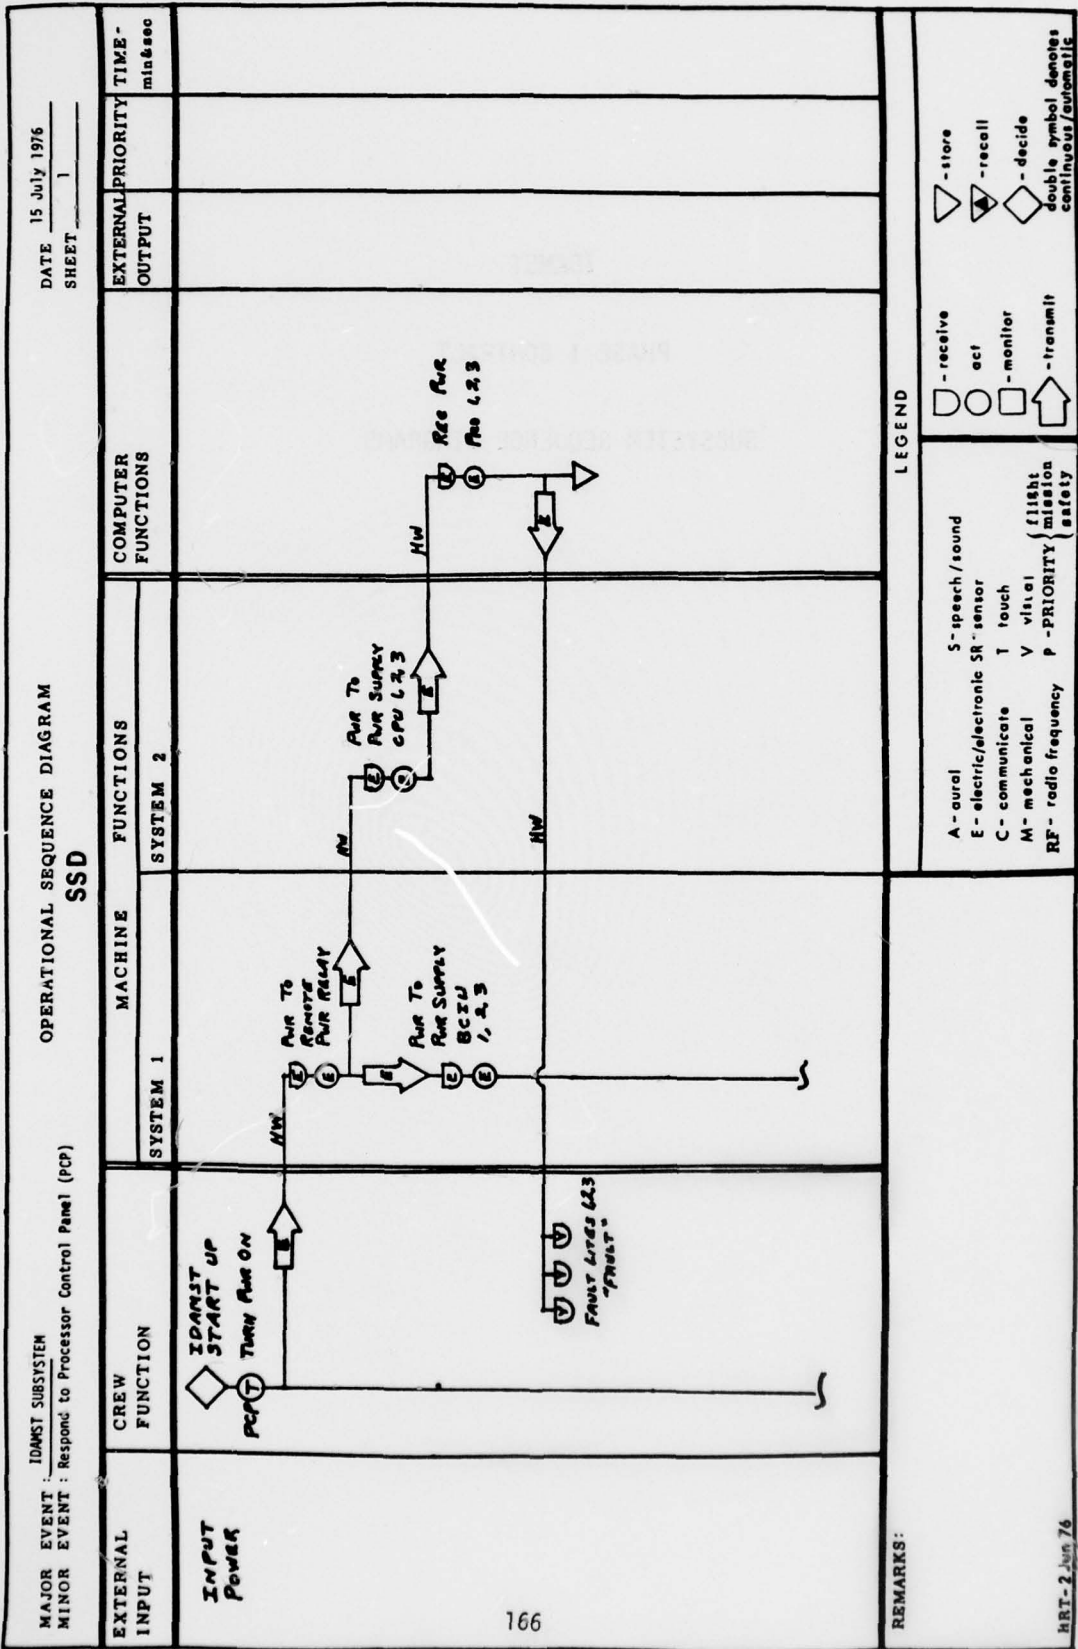 MAJOR EVENT : IDAMST SUBSYSTEM
MINOR EVENT : Respond to Processor Control Panel (PCP)
OPERATIONAL SEQUENCE DIAGRAM
SSD
DATE 15 July 1976
SHEET 1
EXTERNAL
INPUT
CREW
FUNCTION
MACHINE FUNCTIONS
SYSTEM 1
SYSTEM 2
COMPUTER
FUNCTIONS
EXTERNAL
OUTPUT
PRIORITY
TIME-
min&sec
INPUT
POWER
IDAMST
START UP
PCP T TURN PWR ON
E
HW
PWR TO
REMOTE
PWR RELAY
E
E
E
HW
E
PWR TO
PWR SUPPLY
BCIU
1, 2, 3
E
E
PWR TO
PWR SUPPLY
CPU 1, 2, 3
E
E
HW
REG PWR
PRO 1, 2, 3
E
E
E
HW
V V V
FAULT LITES 1,2,3
"FAULT"
REMARKS:
LEGEND
A - aural
S - speech/sound
E - electric/electronic
SR - sensor
C - communicate
T touch
M - mechanical
V visual
RF - radio frequency
P - PRIORITY { flight
mission
safety
- receive
act
- monitor
- transmit
- store
- recall
- decide
double symbol denotes
continuous/automatic
HRT-2 Jun 76
166